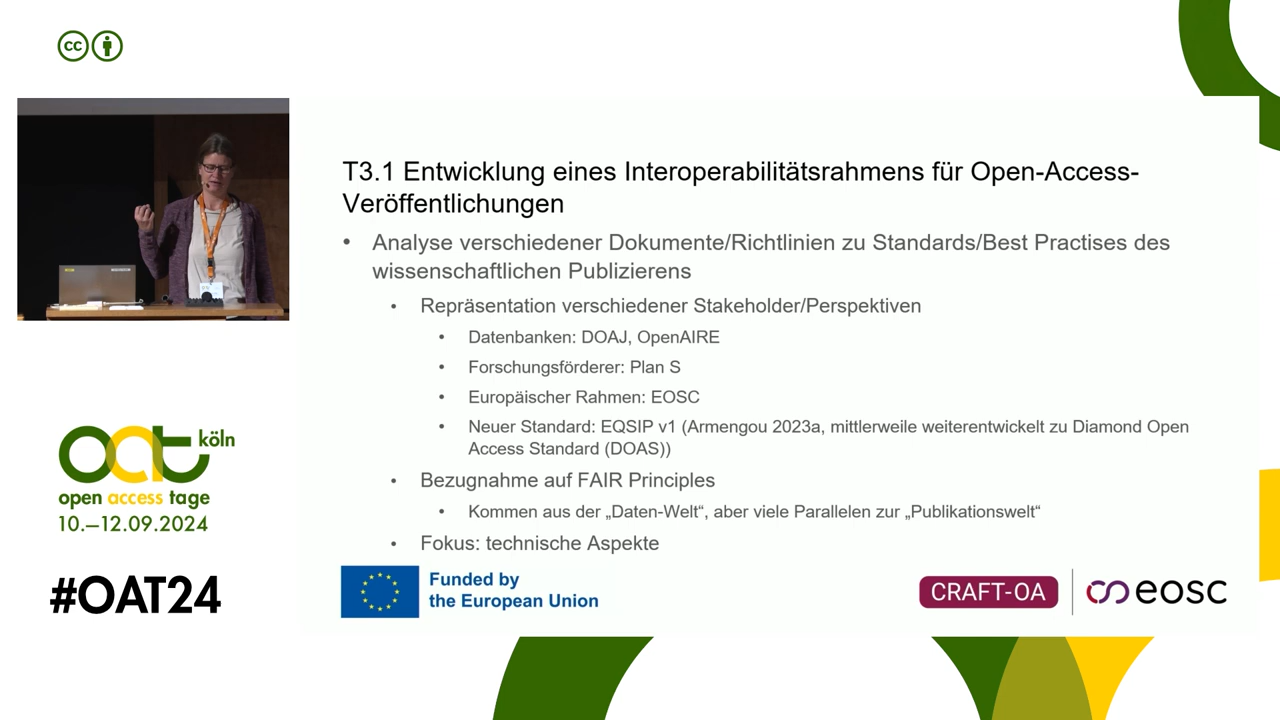 cc
T3.1 Entwicklung eines Interoperabilitätsrahmens für Open-Access-
Veröffentlichungen
• Analyse verschiedener Dokumente/Richtlinien zu Standards/Best Practises des
wissenschaftlichen Publizierens
• Repräsentation verschiedener Stakeholder/Perspektiven
• Datenbanken: DOAJ, OpenAIRE
• Forschungsförderer: Plan S
• Europäischer Rahmen: EOSC
• Neuer Standard: EQSIP v1 (Armengou 2023a, mittlerweile weiterentwickelt zu Diamond Open
Access Standard (DOAS))
• Bezugnahme auf FAIR Principles
• Kommen aus der „Daten-Welt“, aber viele Parallelen zur „Publikationswelt“
• Fokus: technische Aspekte
Funded by
the European Union
CRAFT-OA
eosc
oat köln
open access tage
10.–12.09.2024
#OAT24